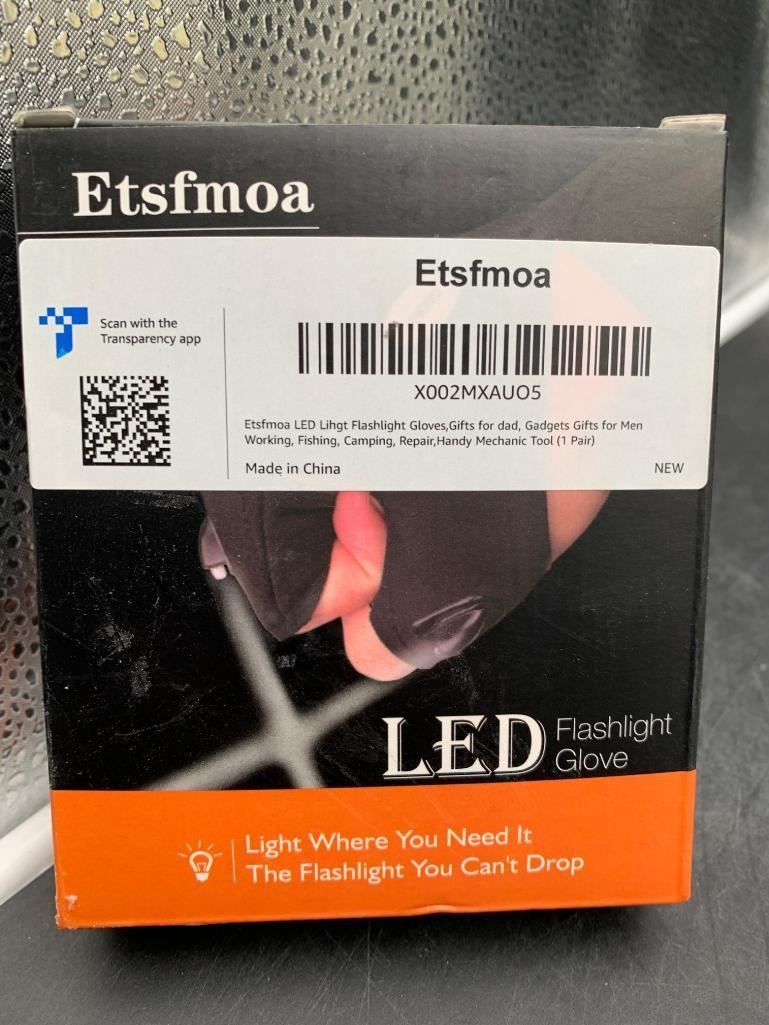 Etsfmoa
Etsfmoa
Scan with the
Transparency app
X002MXAUO5
Etsfmoa LED Lihgt Flashlight Gloves,Gifts for dad, Gadgets Gifts for Men
Working, Fishing, Camping, Repair,Handy Mechanic Tool (1 Pair)
Made in China
NEW
LED Flashlight
Glove
Light Where You Need It
The Flashlight You Can't Drop